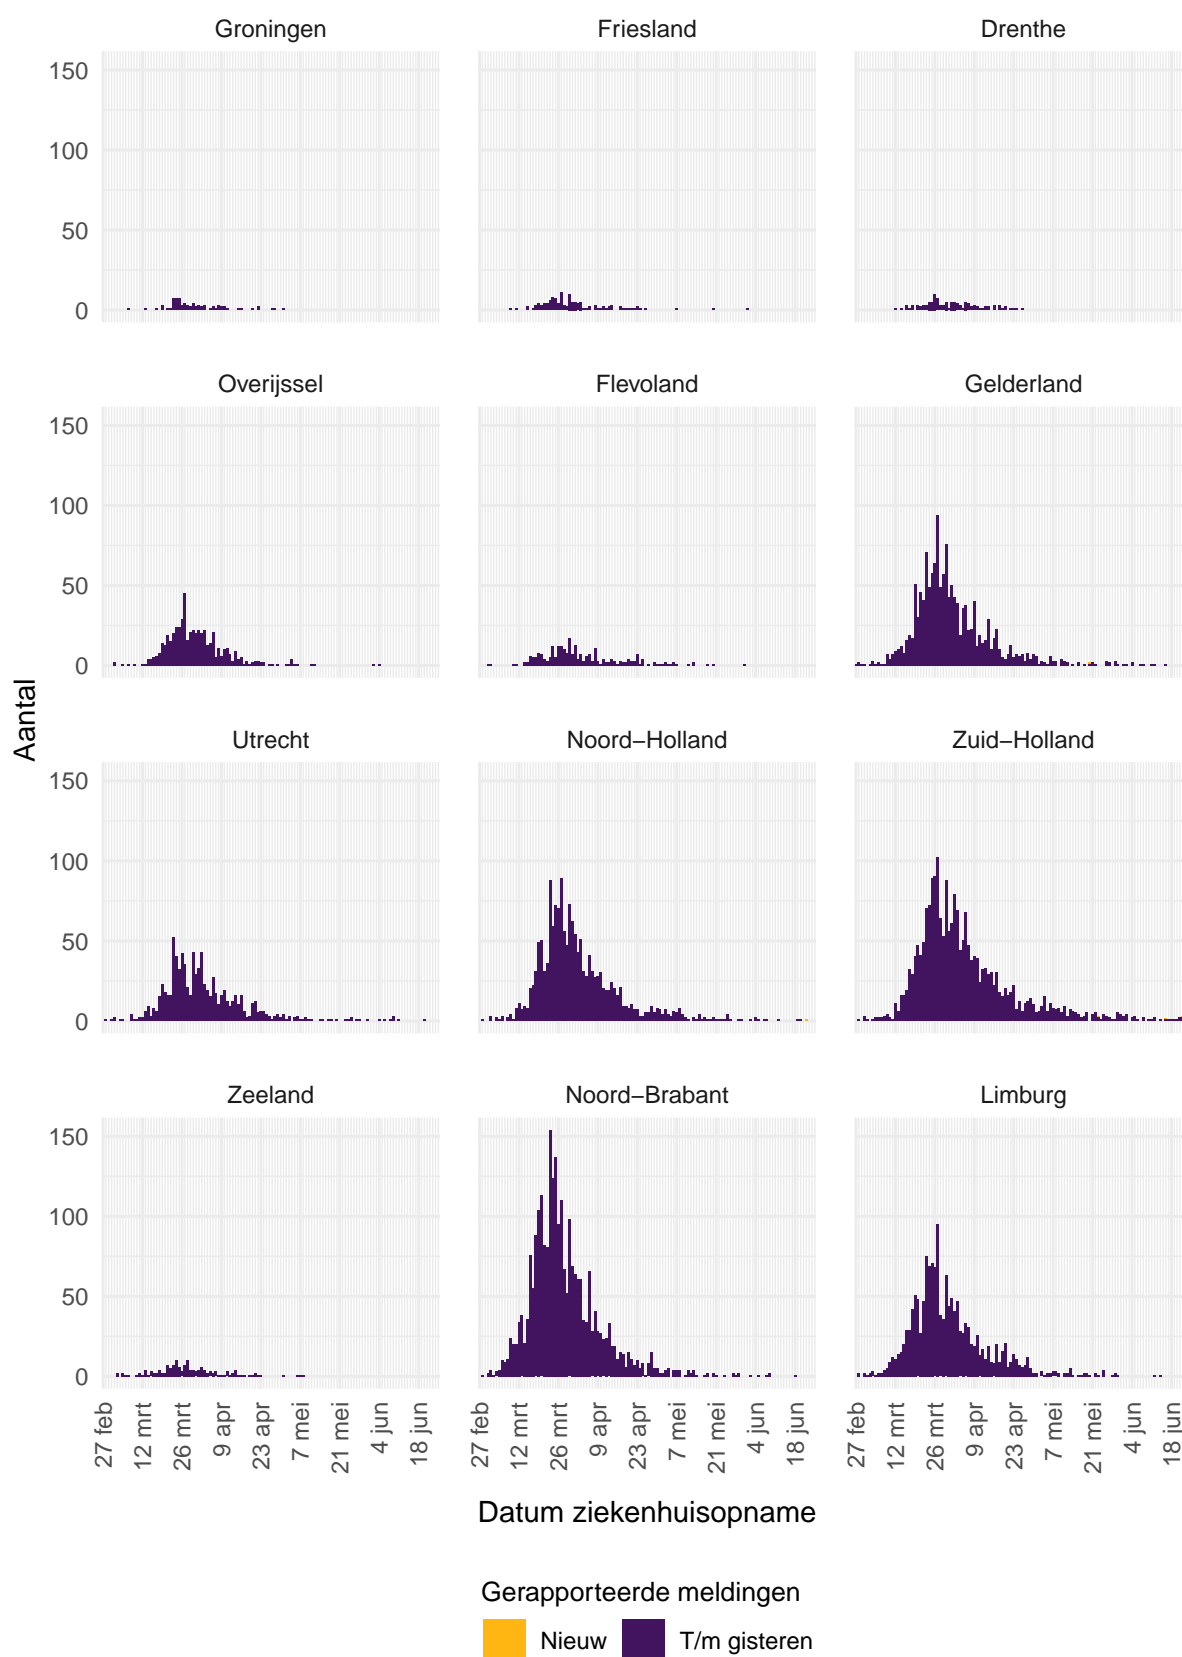 Groningen Friesland Drenthe
150
100
50
0
Overijssel Flevoland Gelderland
150
100
50
0
Aantal
Utrecht Noord−Holland Zuid−Holland
150
100
50
0
Zeeland Noord−Brabant Limburg
150
100
50
0
27 feb 12 mrt 26 mrt 9 apr 23 apr 7 mei 21 mei 4 jun 18 jun 27 feb 12 mrt 26 mrt 9 apr 23 apr 7 mei 21 mei 4 jun 18 jun 27 feb 12 mrt 26 mrt 9 apr 23 apr 7 mei 21 mei 4 jun 18 jun
Datum ziekenhuisopname
Gerapporteerde meldingen
Nieuw T/m gisteren